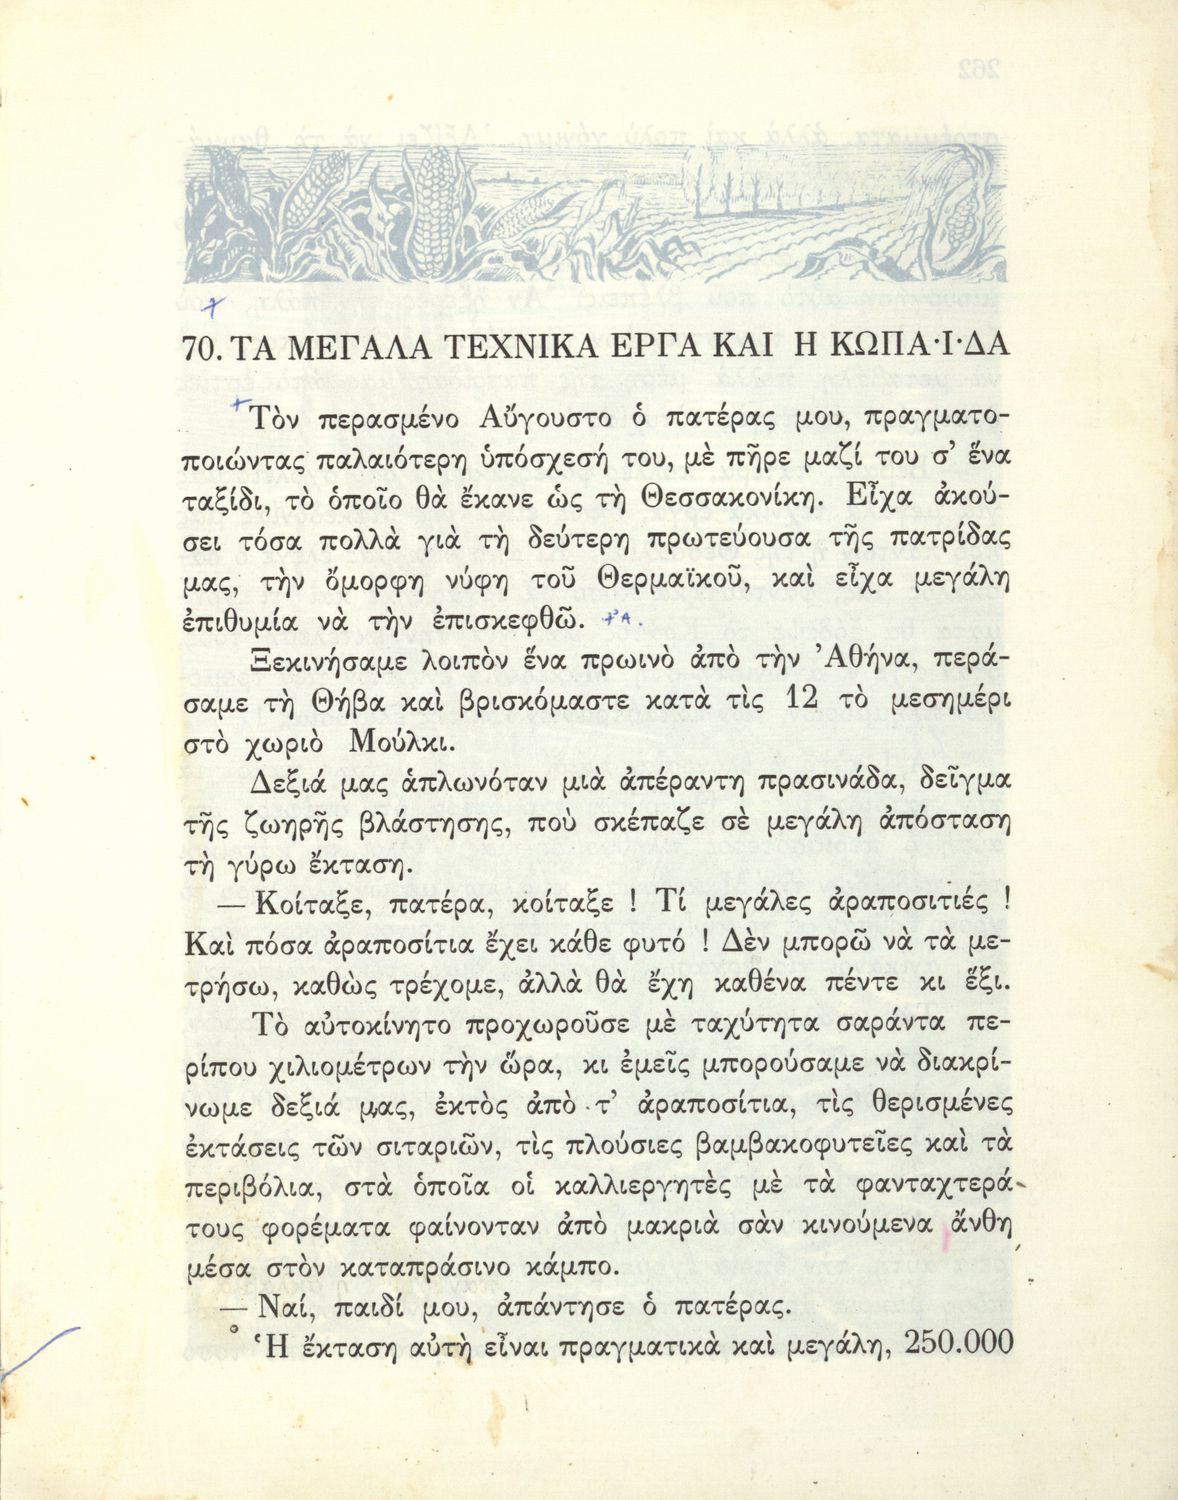 70. ΤΑ ΜΕΓΑΛΑ ΤΕΧΝΙΚΑ ΕΡΓΑ ΚΑΙ Η ΚΩΠΑ·Ι·ΔΑ
Τὸν περασμένο Αὔγουστο ὁ πατέρας μου, πραγματο-
ποιώντας παλαιότερη ὑπόσχεσή του, μὲ πῆρε μαζί του σ’ ἕνα
ταξίδι, τὸ ὁποῖο θὰ ἔκανε ὡς τὴ Θεσσακονίκη. Εἶχα ἀκού-
σει τόσα πολλὰ γιὰ τὴ δεύτερη πρωτεύουσα τῆς πατρίδας
μας, τὴν ὄμορφη νύφη τοῦ Θερμαϊκοῦ, καὶ εἶχα μεγάλη
ἐπιθυμία νὰ τὴν ἐπισκεφθῶ.
Ξεκινήσαμε λοιπὸν ἕνα πρωινὸ ἀπὸ τὴν ’Αθήνα, περά-
σαμε τὴ Θήβα καὶ βρισκόμαστε κατὰ τὶς 12 τὸ μεσημέρι
στὸ χωριὸ Μούλκι.
Δεξιά μας ἁπλωνόταν μιὰ ἀπέραντη πρασινάδα, δεῖγμα
τῆς ζωηρῆς βλάστησης, ποὺ σκέπαζε σὲ μεγάλη ἀπόσταση
τὴ γύρω ἔκταση.
— Κοίταξε, πατέρα, κοίταξε ! Τί μεγάλες ἀραποσιτιές !
Καὶ πόσα ἀραποσίτια ἔχει κάθε φυτό ! Δὲν μπορῶ νὰ τὰ με-
τρήσω, καθὼς τρέχομε, ἀλλὰ θὰ ἔχη καθένα πέντε κι ἕξι.
Τὸ αὐτοκίνητο προχωροῦσε μὲ ταχύτητα σαράντα πε-
ρίπου χιλιομέτρων τὴν ὥρα, κι ἐμεῖς μπορούσαμε νὰ διακρί-
νωμε δεξιά μας, ἐκτὸς ἀπὸ τ’ ἀραποσίτια, τὶς θερισμένες
ἐκτάσεις τῶν σιταριῶν, τὶς πλούσιες βαμβακοφυτεῖες καὶ τὰ
περιβόλια, στὰ ὁποῖα οἱ καλλιεργητὲς μὲ τὰ φανταχτερά
τους φορέματα φαίνονταν ἀπὸ μακριὰ σὰν κινούμενα ἄνθη
μέσα στὸν καταπράσινο κάμπο.
— Ναί, παιδί μου, ἀπάντησε ὁ πατέρας.
‘Η ἔκταση αὐτὴ εἶναι πραγματικὰ καὶ μεγάλη, 250.000